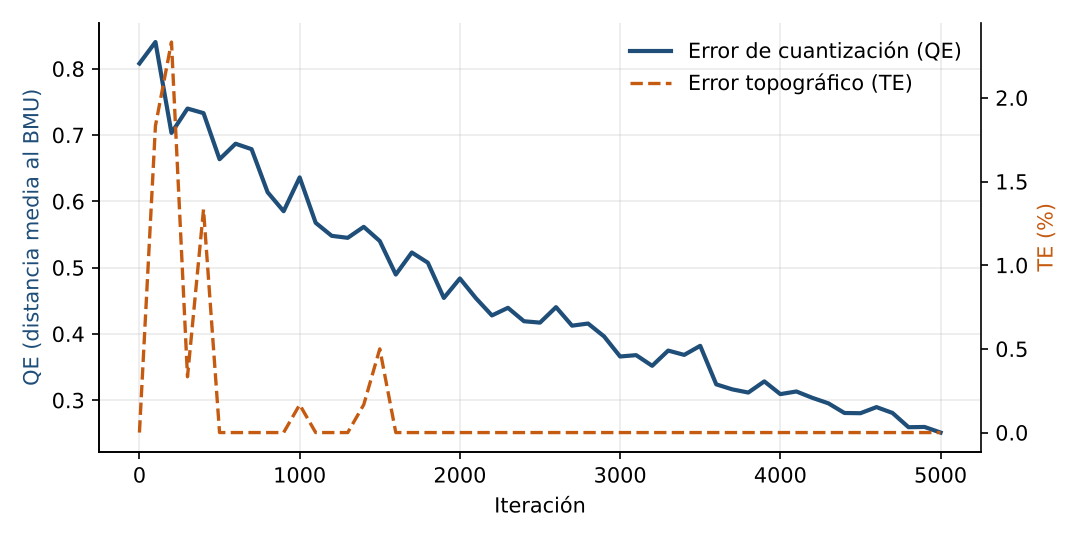 Error de cuantización (QE)
Error topográfico (TE)
QE (distancia media al BMU)
0.8
0.7
0.6
0.5
0.4
0.3
2.0
1.5
1.0
0.5
0.0
TE (%)
0 1000 2000 3000 4000 5000
Iteración